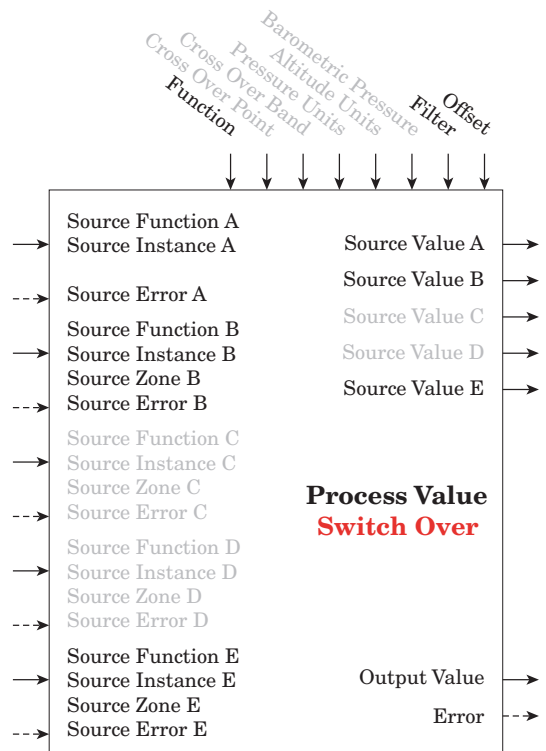 Function
Cross Over Point
Cross Over Band
Pressure Units
Altitude Units
Barometric Pressure
Filter
Offset
Source Function A
Source Instance A
Source Error A
Source Function B
Source Instance B
Source Zone B
Source Error B
Source Function C
Source Instance C
Source Zone C
Source Error C
Source Function D
Source Instance D
Source Zone D
Source Error D
Source Function E
Source Instance E
Source Zone E
Source Error E
Source Value A
Source Value B
Source Value C
Source Value D
Source Value E
Process Value
Switch Over
Output Value
Error